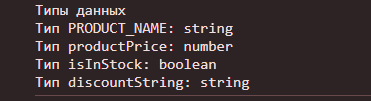 Типы данных
Тип PRODUCT_NAME: string
Тип productPrice: number
Тип isInStock: boolean
Тип discountString: string